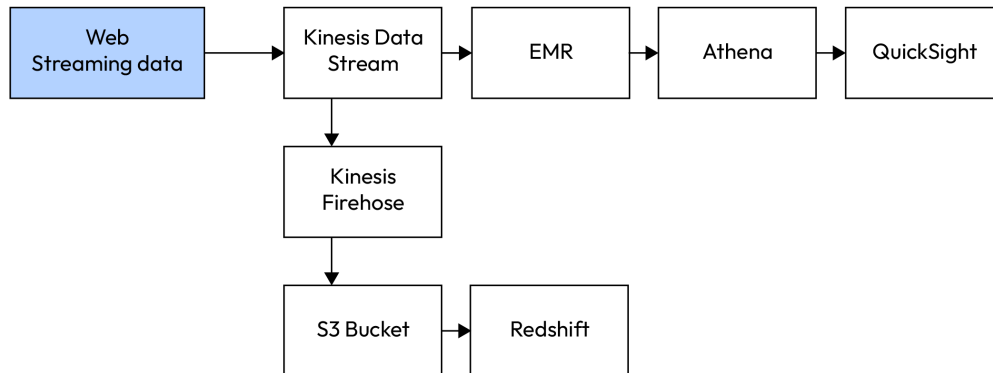 Web
Streaming data
Kinesis Data
Stream
EMR
Athena
QuickSight
Kinesis
Firehose
S3 Bucket
Redshift